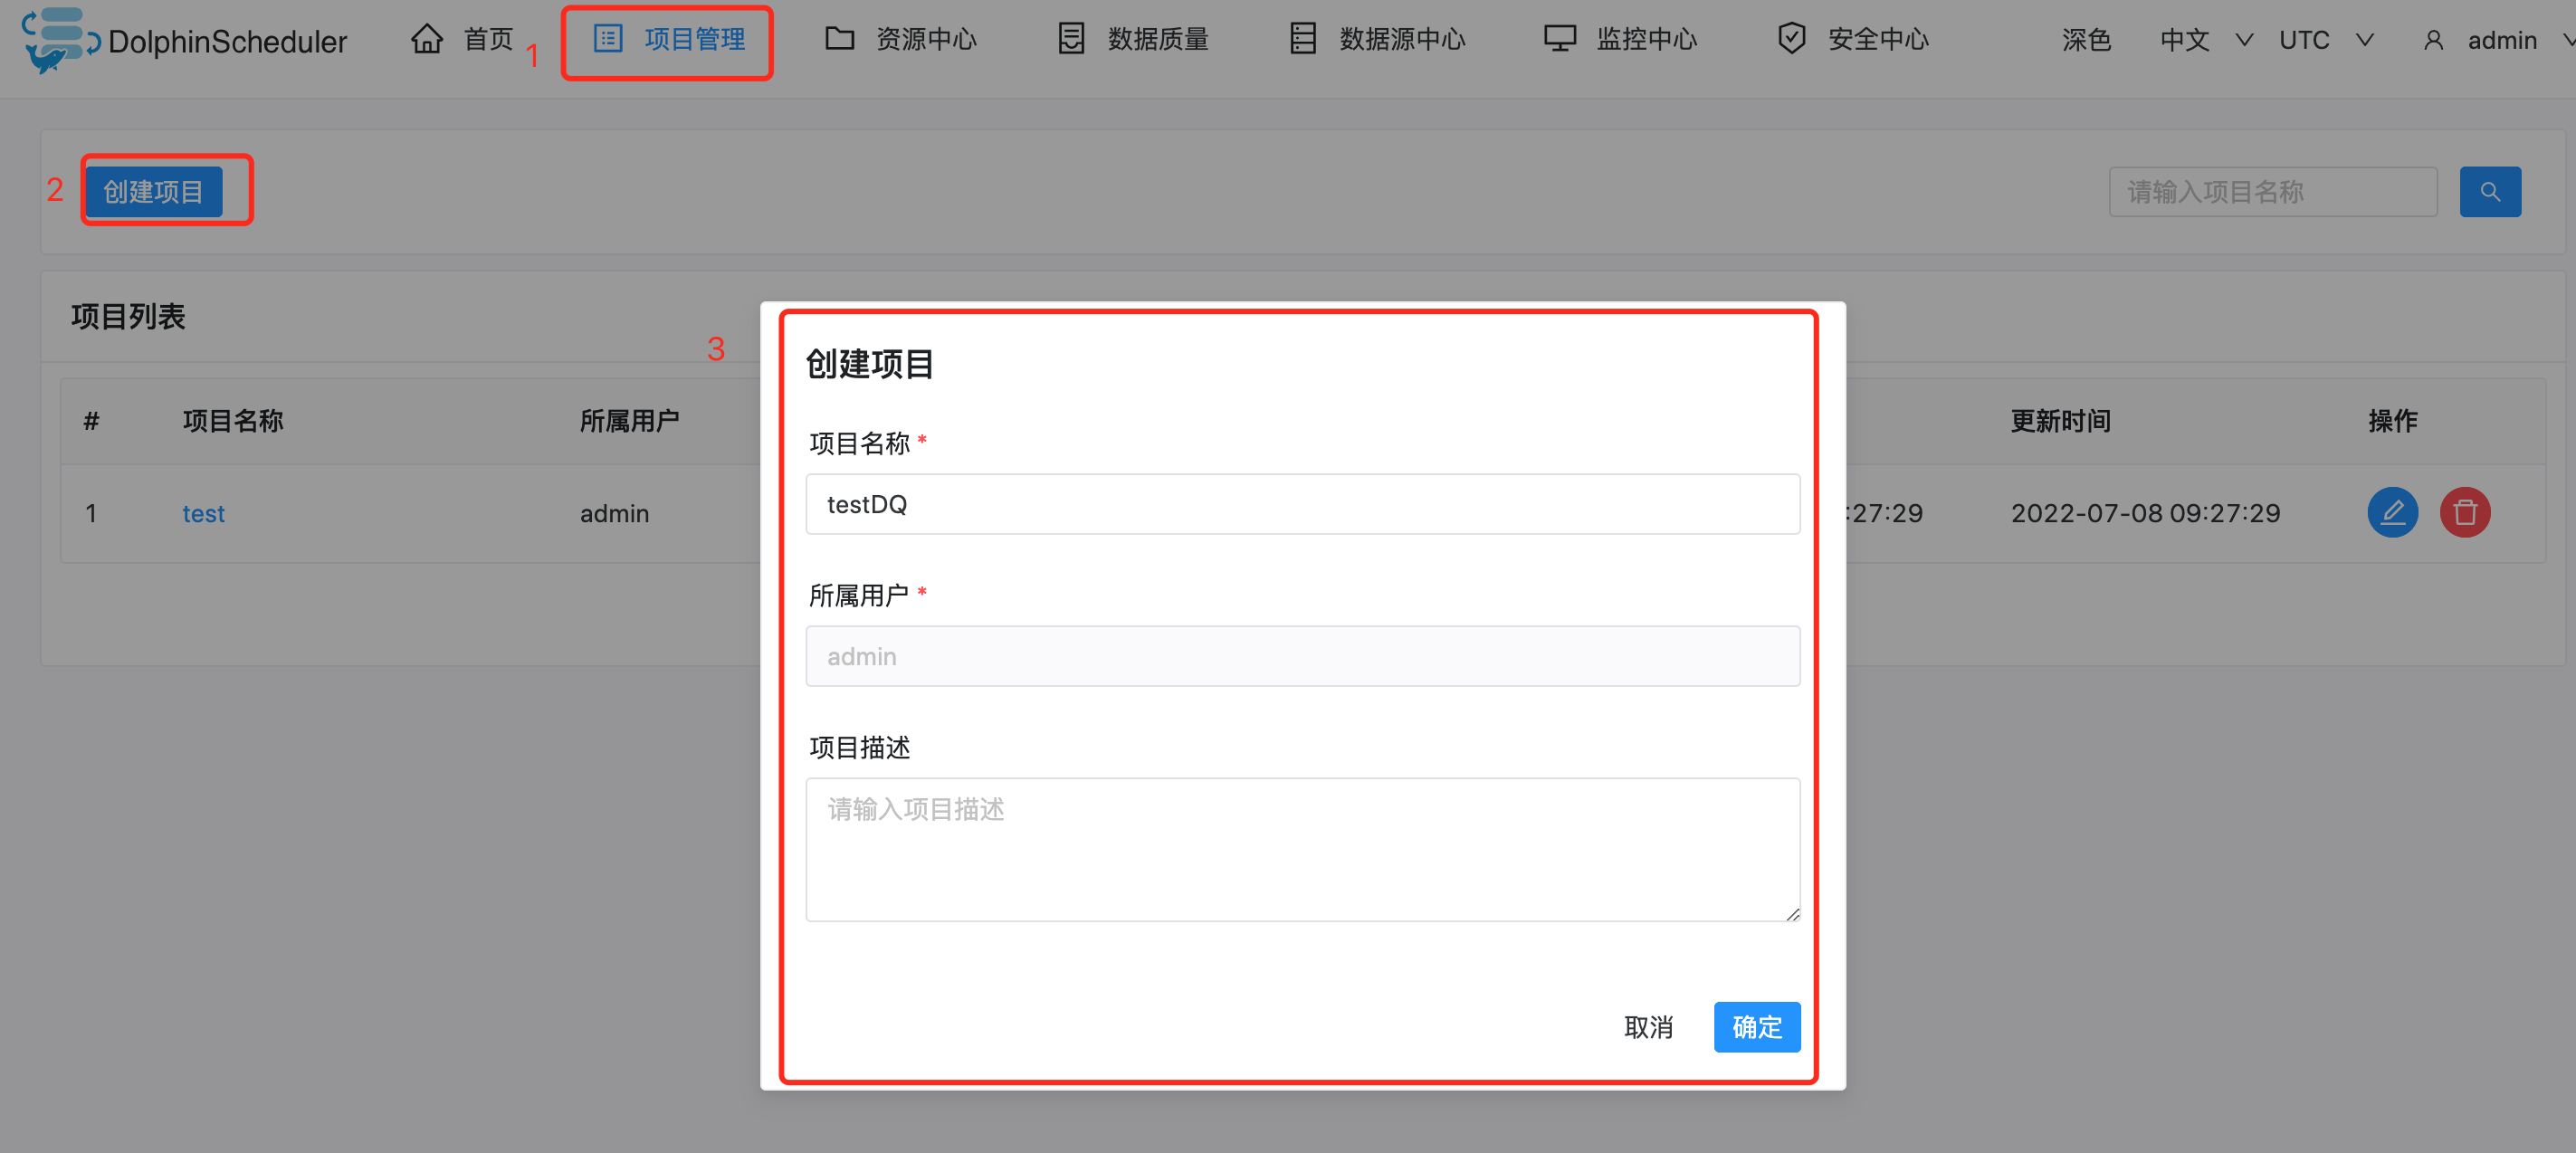 DolphinScheduler 首页 1 项目管理 资源中心 数据质量 数据源中心 监控中心 安全中心 深色 中文 UTC admin
2 创建项目 请输入项目名称
项目列表
3
创建项目
# 项目名称 所属用户 更新时间 操作
项目名称 *
testDQ
1 test admin :27:29 2022-07-08 09:27:29
所属用户 *
admin
项目描述
请输入项目描述
取消 确定